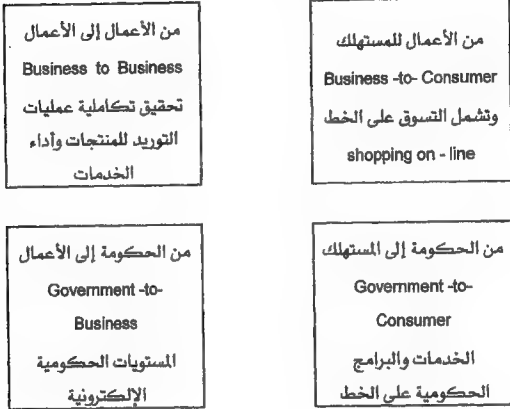 من الأعمال للمستهلك
Business -to- Consumer
وتشمل التسوق على الخط
shopping on - line
من الأعمال إلى الأعمال
Business to Business
تحقيق تكاملية عمليات
التوريد للمنتجات وآداء
الخدمات
من الحكومة إلى المستهلك
Government -to-
Consumer
الخدمات والبرامج
الحكومية على الخط
من الحكومة إلى الأعمال
Government -to-
Business
المستويات الحكومية
الإلكترونية